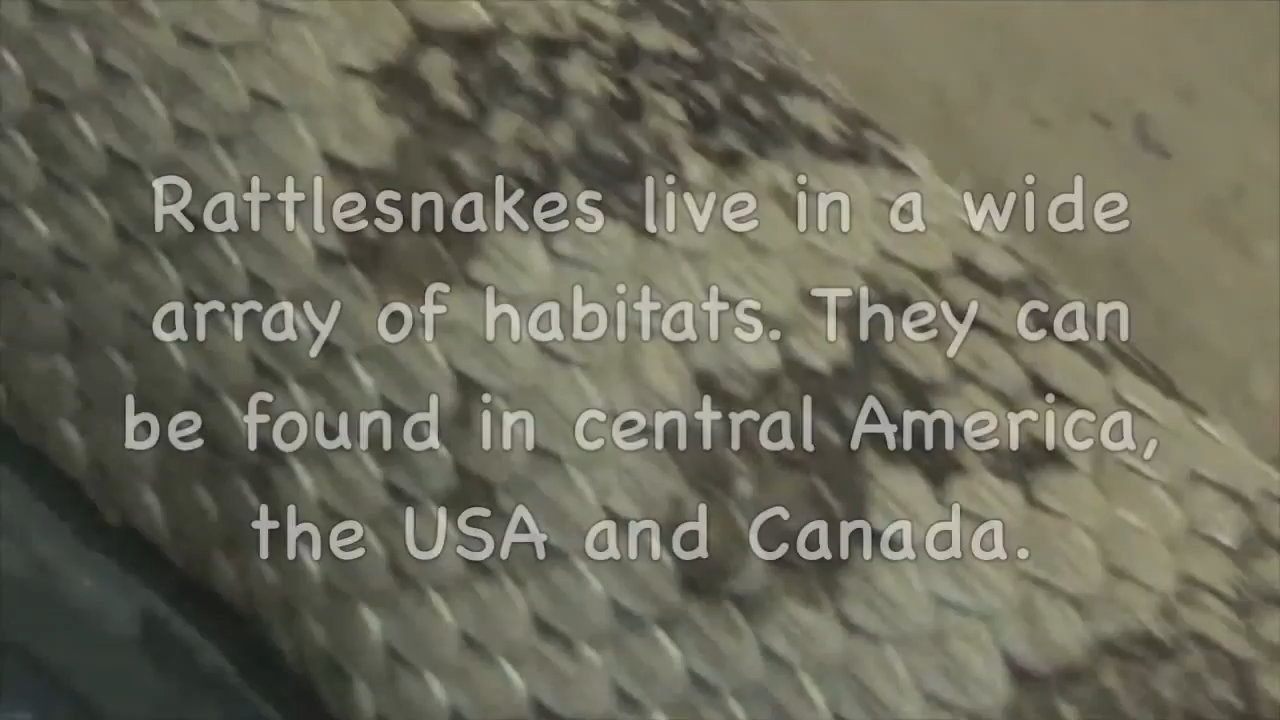 Rattlesnakes live in a wide
array of habitats. They can
be found in central America,
the USA and Canada.